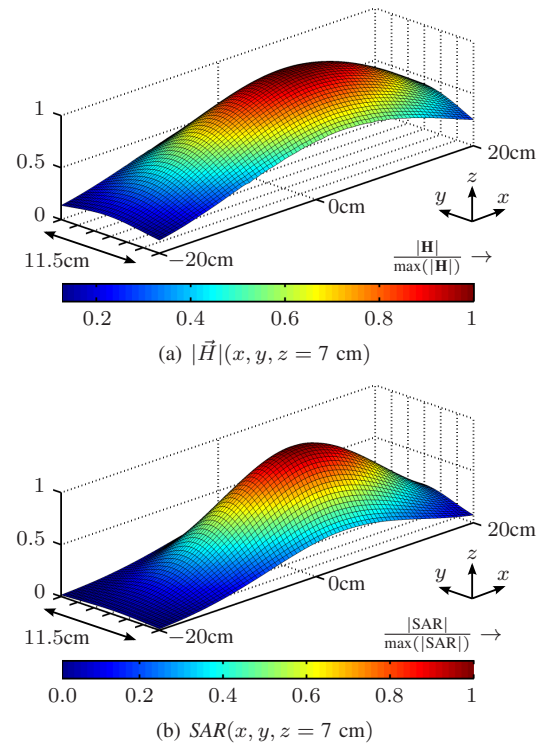 1
0.5
0
11.5cm
−20cm
0cm
20cm
z
y
x
|H|
max(|H|) →
0.2 0.4 0.6 0.8 1
(a) |H⃗|(x, y, z = 7 cm)
1
0.5
0
11.5cm
−20cm
0cm
20cm
z
y
x
|SAR|
max(|SAR|) →
0.0 0.2 0.4 0.6 0.8 1
(b) SAR(x, y, z = 7 cm)